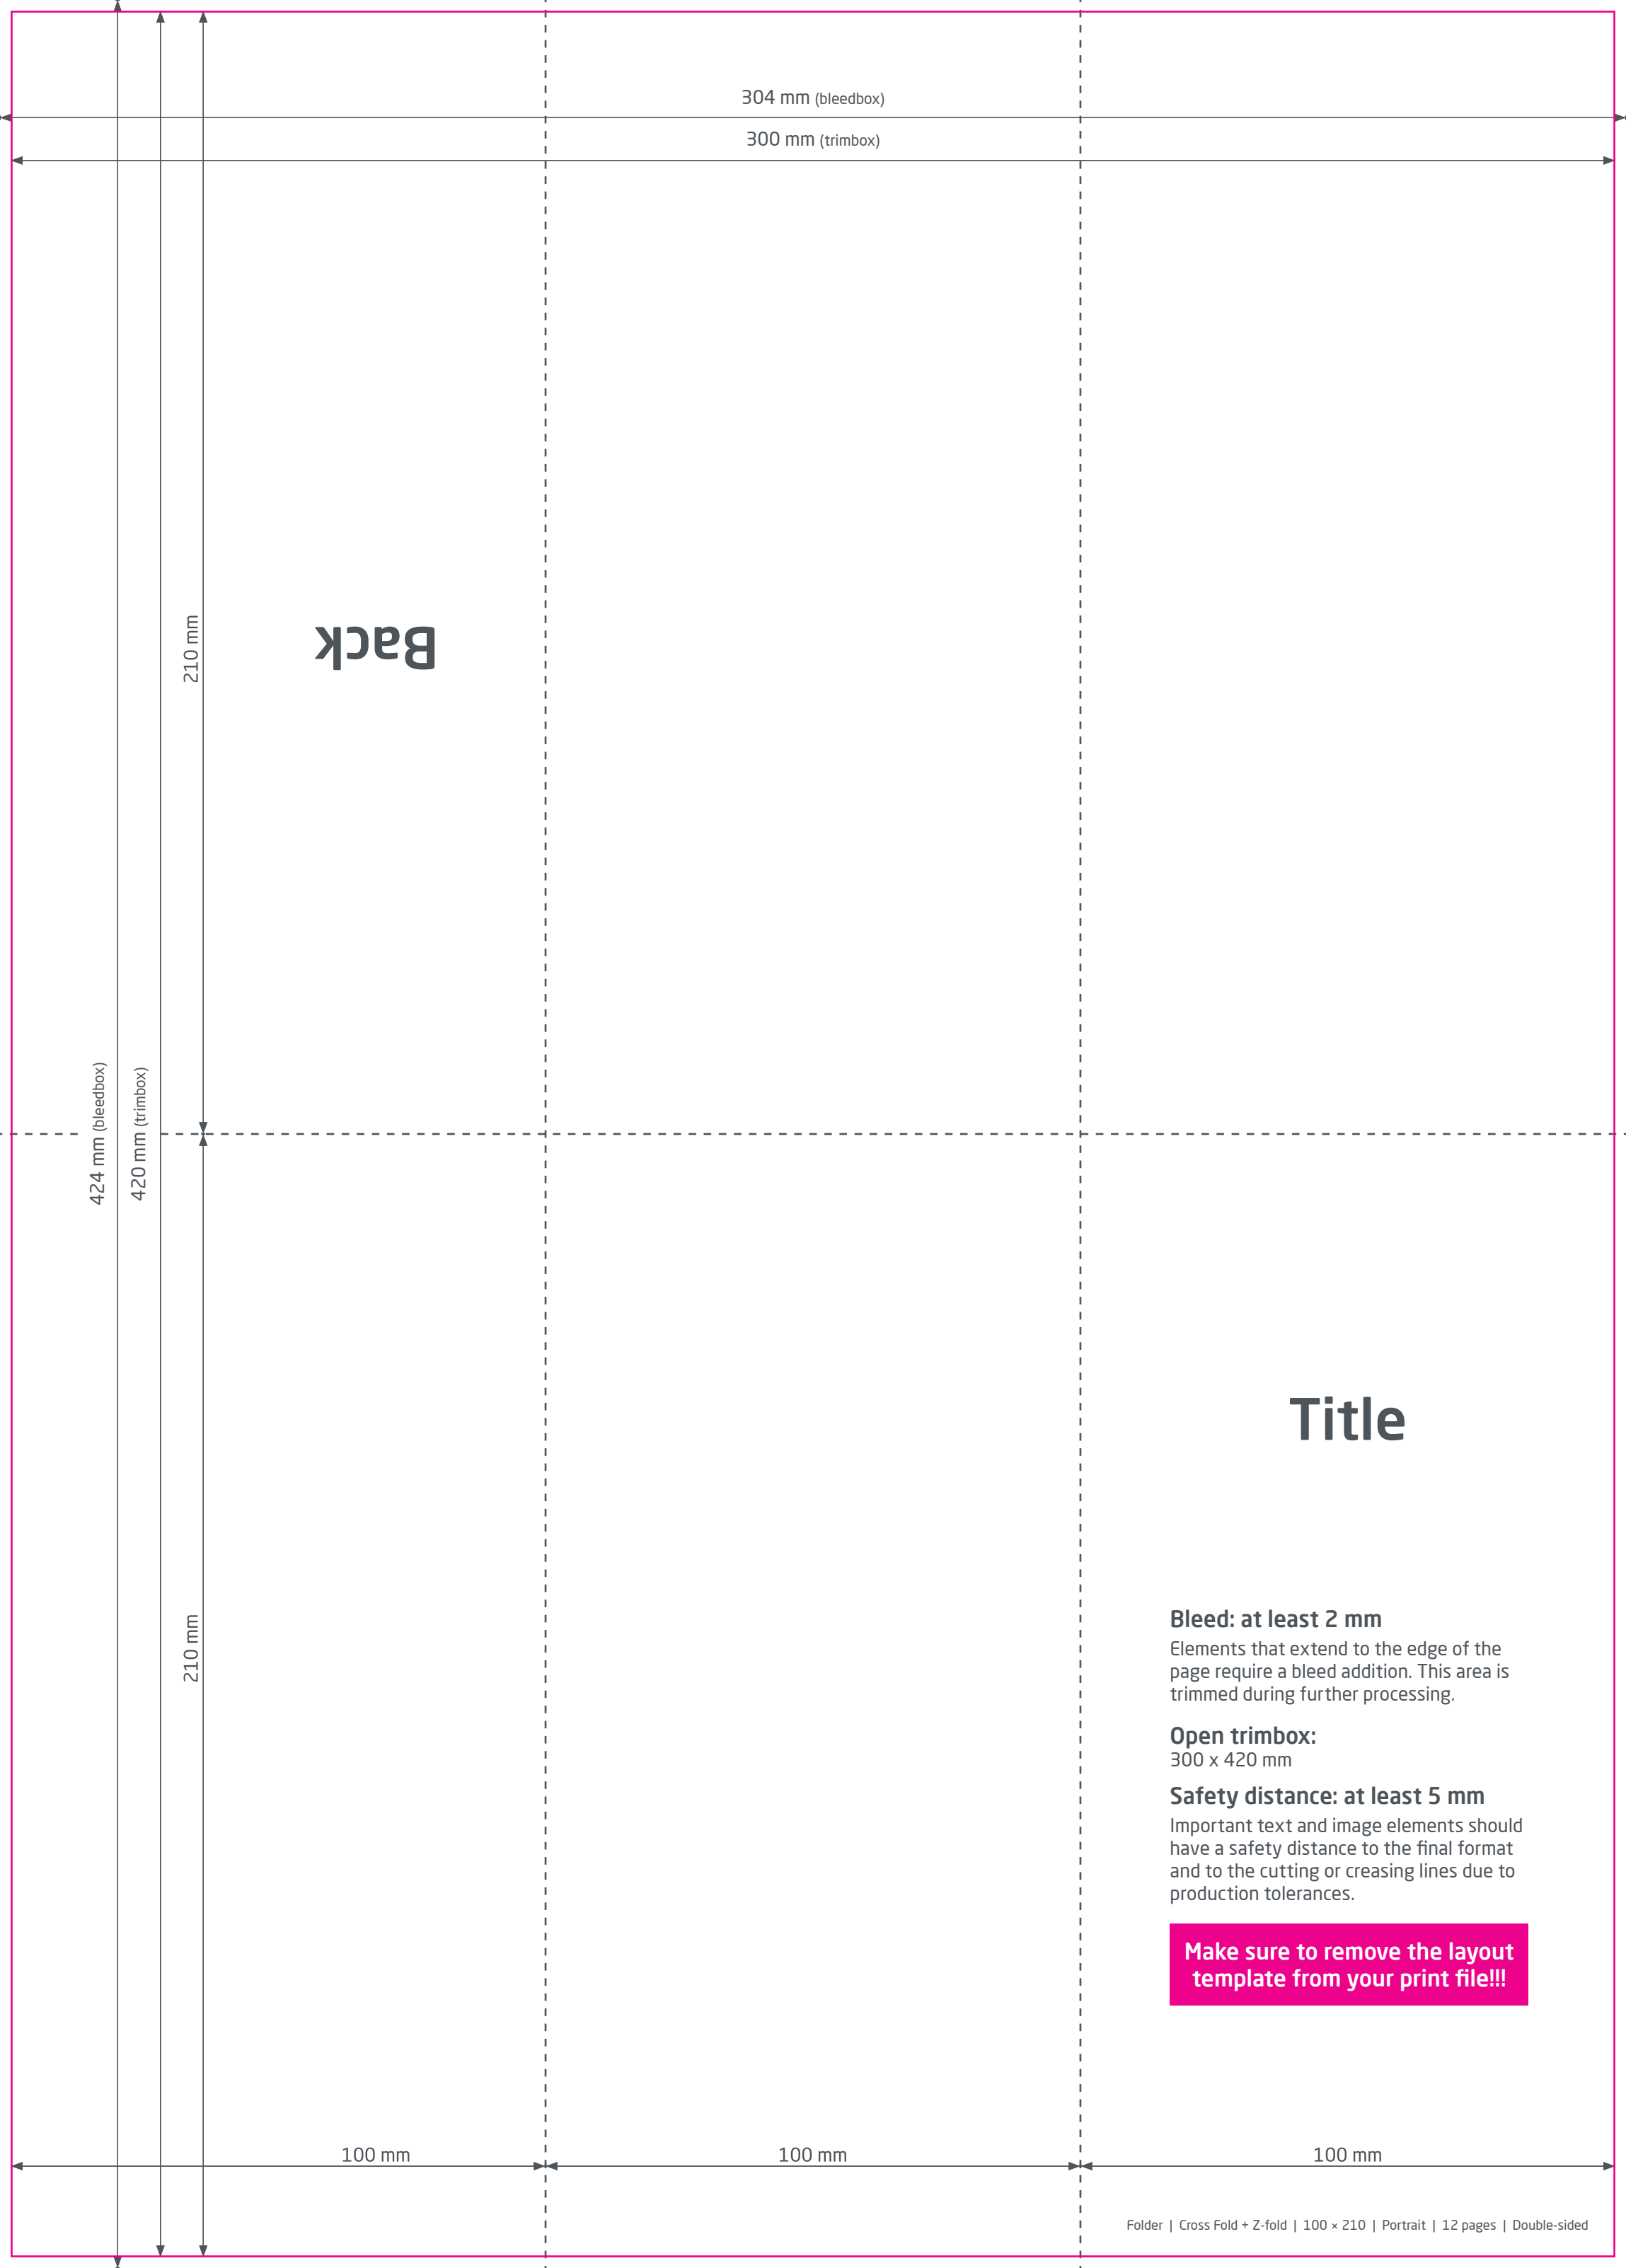 304 mm (bleedbox)
300 mm (trimbox)
210 mm
Back
424 mm (bleedbox)
420 mm (trimbox)
Title
210 mm
Bleed: at least 2 mm
Elements that extend to the edge of the
page require a bleed addition. This area is
trimmed during further processing.
Open trimbox:
300 x 420 mm
Safety distance: at least 5 mm
Important text and image elements should
have a safety distance to the final format
and to the cutting or creasing lines due to
production tolerances.
Make sure to remove the layout
template from your print file!!!
100 mm
100 mm
100 mm
Folder | Cross Fold + Z-fold | 100 × 210 | Portrait | 12 pages | Double-sided